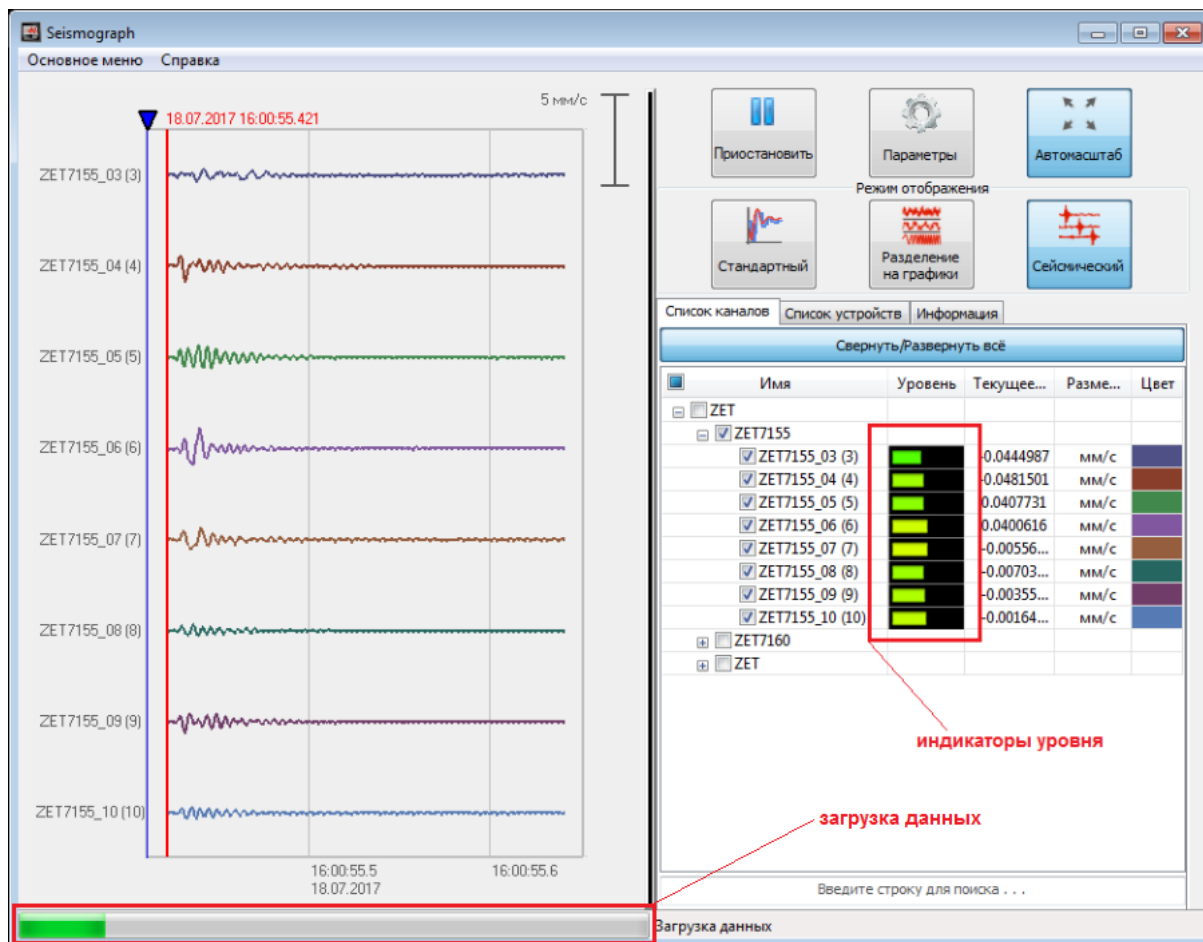 Seismograph
Основное меню Справка
5 мм/с
18.07.2017 16:00:55.421
ZET7155_03 (3)
ZET7155_04 (4)
ZET7155_05 (5)
ZET7155_06 (6)
ZET7155_07 (7)
ZET7155_08 (8)
ZET7155_09 (9)
ZET7155_10 (10)
16:00:55.5 16:00:55.6
18.07.2017
Приостановить Параметры Автомасштаб
Режим отображения
Стандартный Разделение на графики Сейсмический
Список каналов Список устройств Информация
Свернуть/Развернуть всё
Имя Уровень Текущее... Разме... Цвет
ZET
ZET7155
ZET7155_03 (3) -0.0444987 мм/с
ZET7155_04 (4) -0.0481501 мм/с
ZET7155_05 (5) 0.0407731 мм/с
ZET7155_06 (6) 0.0400616 мм/с
ZET7155_07 (7) -0.00556... мм/с
ZET7155_08 (8) -0.00703... мм/с
ZET7155_09 (9) -0.00355... мм/с
ZET7155_10 (10) -0.00164... мм/с
ZET7160
ZET
индикаторы уровня
загрузка данных
Введите строку для поиска . . .
Загрузка данных